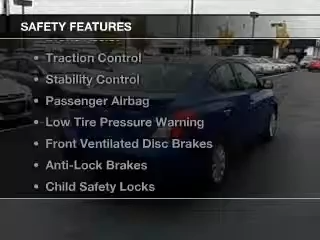 SAFETY FEATURES
• Traction Control
• Stability Control
• Passenger Airbag
• Low Tire Pressure Warning
• Front Ventilated Disc Brakes
• Anti-Lock Brakes
• Child Safety Locks